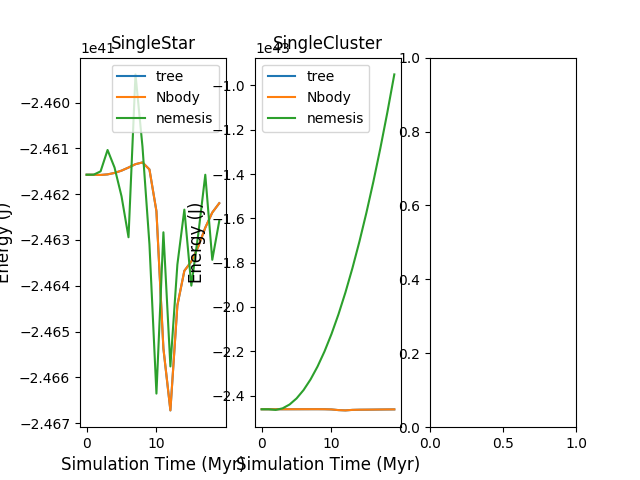 SingleStar
1e41
tree
Nbody
nemesis
−2.460
−2.461
−2.462
−2.463
−2.464
−2.465
−2.466
−2.467
Energy (J)
0
10
Simulation Time (Myr)
SingleCluster
1e43
tree
Nbody
nemesis
−1.0
−1.2
−1.4
−1.6
−1.8
−2.0
−2.2
−2.4
Energy (J)
0
10
Simulation Time (Myr)
1.0
0.8
0.6
0.4
0.2
0.0
0.0
0.5
1.0